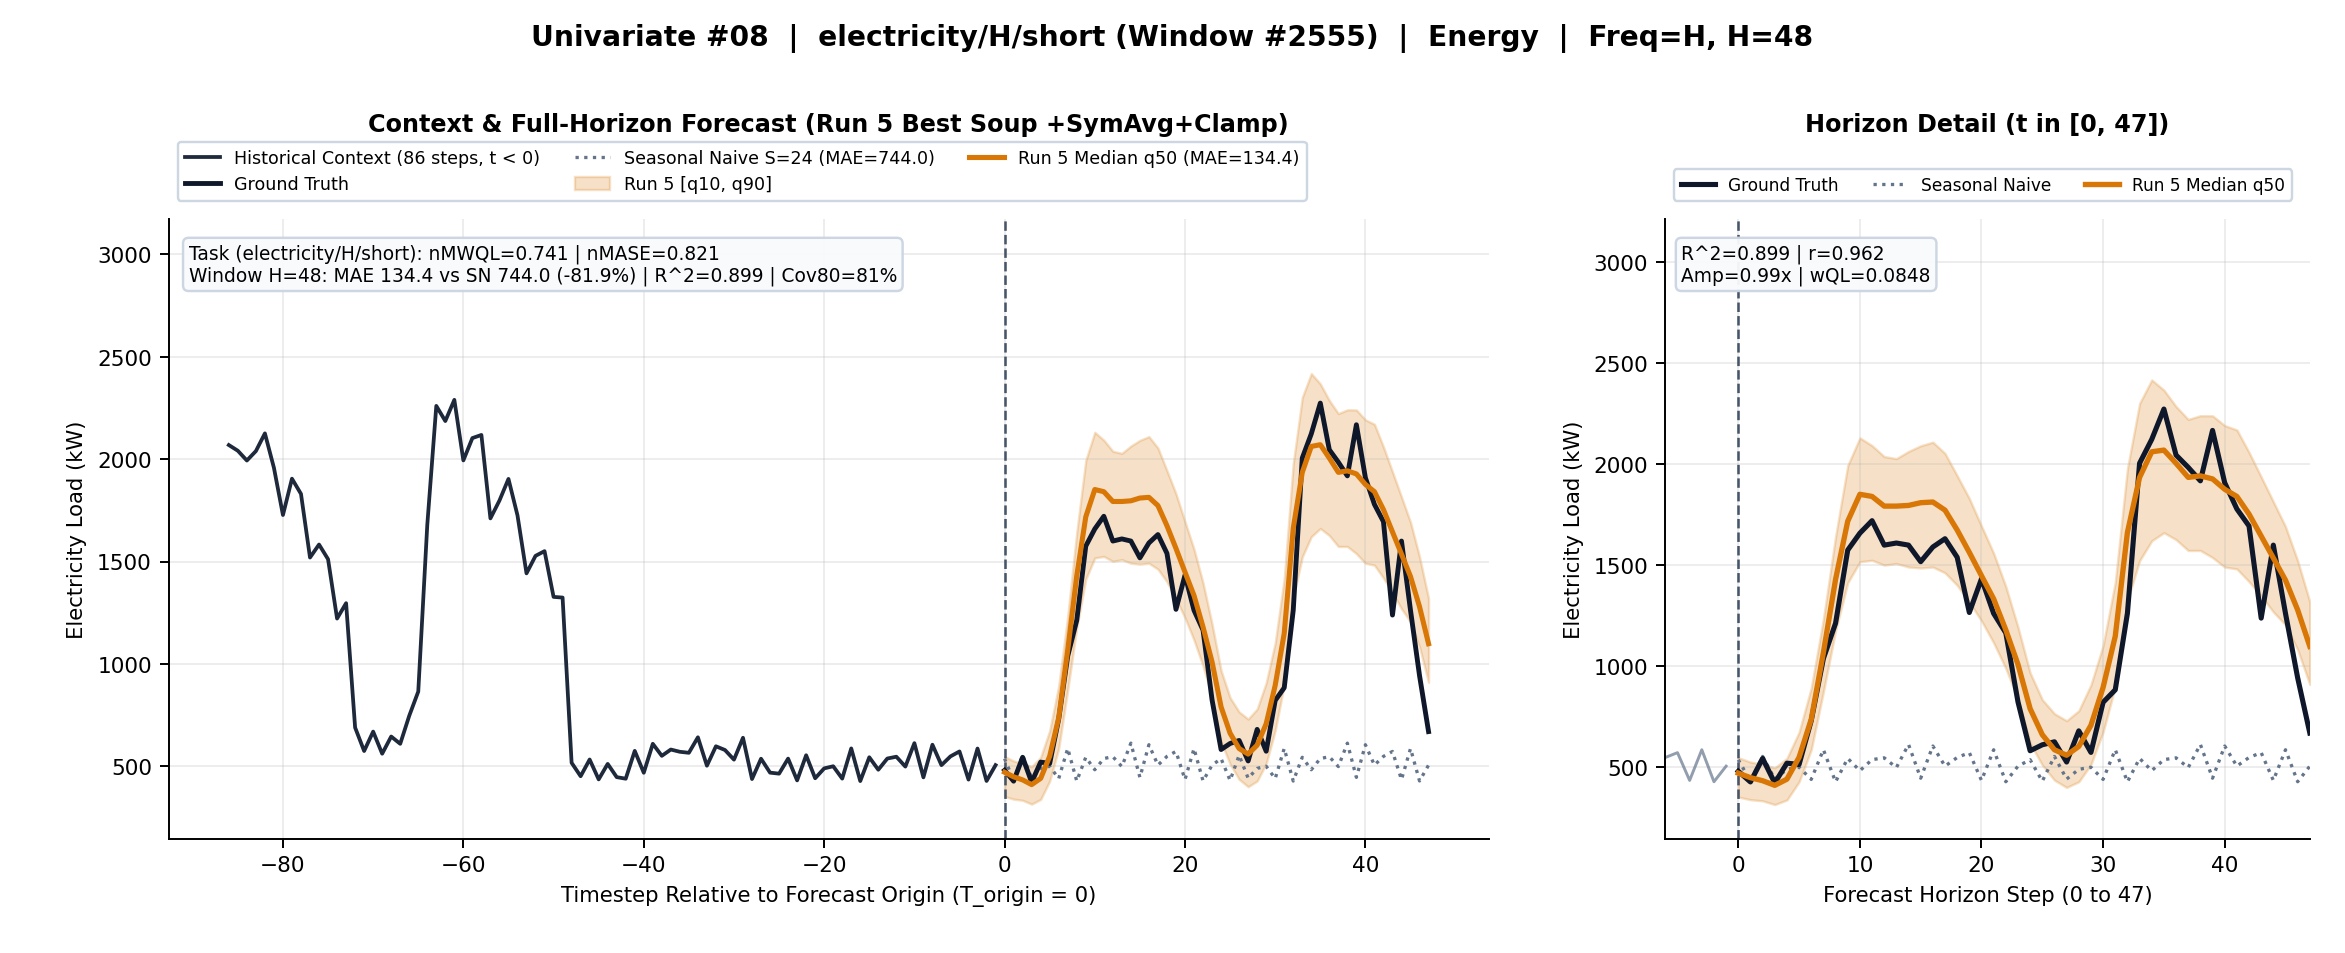 Univariate #08 | electricity/H/short (Window #2555) | Energy | Freq=H, H=48
Context & Full-Horizon Forecast (Run 5 Best Soup +SymAvg+Clamp)
Historical Context (86 steps, t < 0)
Ground Truth
Seasonal Naive S=24 (MAE=744.0)
Run 5 [q10, q90]
Run 5 Median q50 (MAE=134.4)
Task (electricity/H/short): nMWQL=0.741 | nMASE=0.821
Window H=48: MAE 134.4 vs SN 744.0 (-81.9%) | R^2=0.899 | Cov80=81%
3000
2500
2000
1500
1000
500
Electricity Load (kW)
−80
−60
−40
−20
0
20
40
Timestep Relative to Forecast Origin (T_origin = 0)
Horizon Detail (t in [0, 47])
Ground Truth
Seasonal Naive
Run 5 Median q50
R^2=0.899 | r=0.962
Amp=0.99x | wQL=0.0848
3000
2500
2000
1500
1000
500
Electricity Load (kW)
0
10
20
30
40
Forecast Horizon Step (0 to 47)